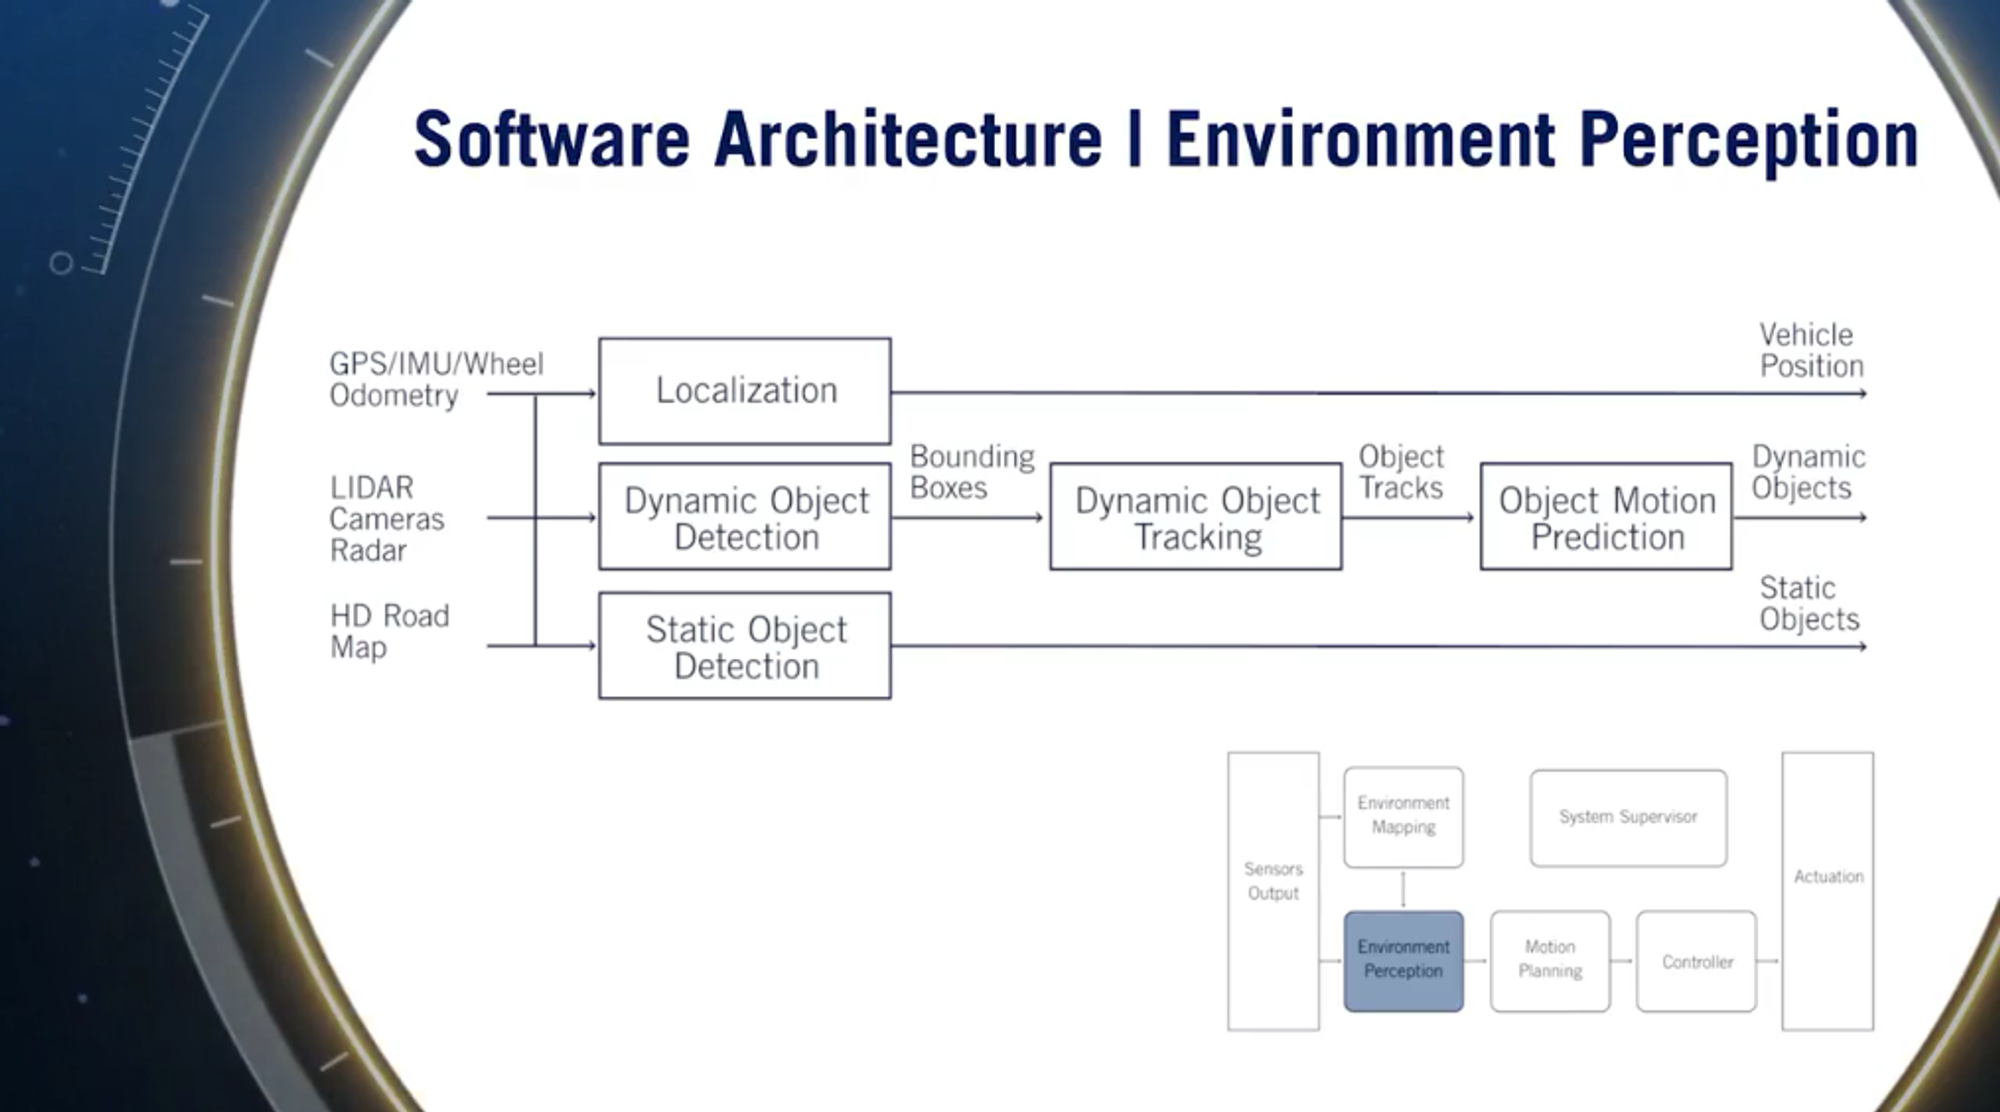 Software Architecture | Environment Perception
GPS/IMU/Wheel
Odometry
Localization
Vehicle
Position
LIDAR
Cameras
Radar
Dynamic Object
Detection
Bounding
Boxes
Dynamic Object
Tracking
Object
Tracks
Object Motion
Prediction
Dynamic
Objects
HD Road
Map
Static Object
Detection
Static
Objects
Sensors
Output
Environment
Mapping
System Supervisor
Actuation
Environment
Perception
Motion
Planning
Controller